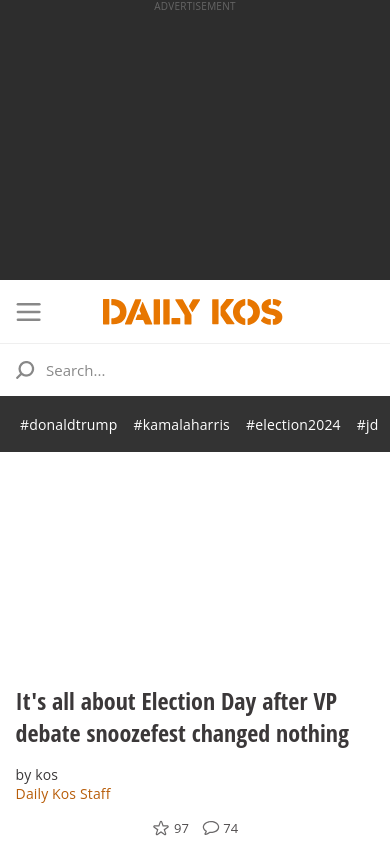 ADVERTISEMENT
DAILY KOS
Search...
#donaldtrump #kamalaharris #election2024 #jd
It's all about Election Day after VP
debate snoozefest changed nothing
by kos
Daily Kos Staff
97 74